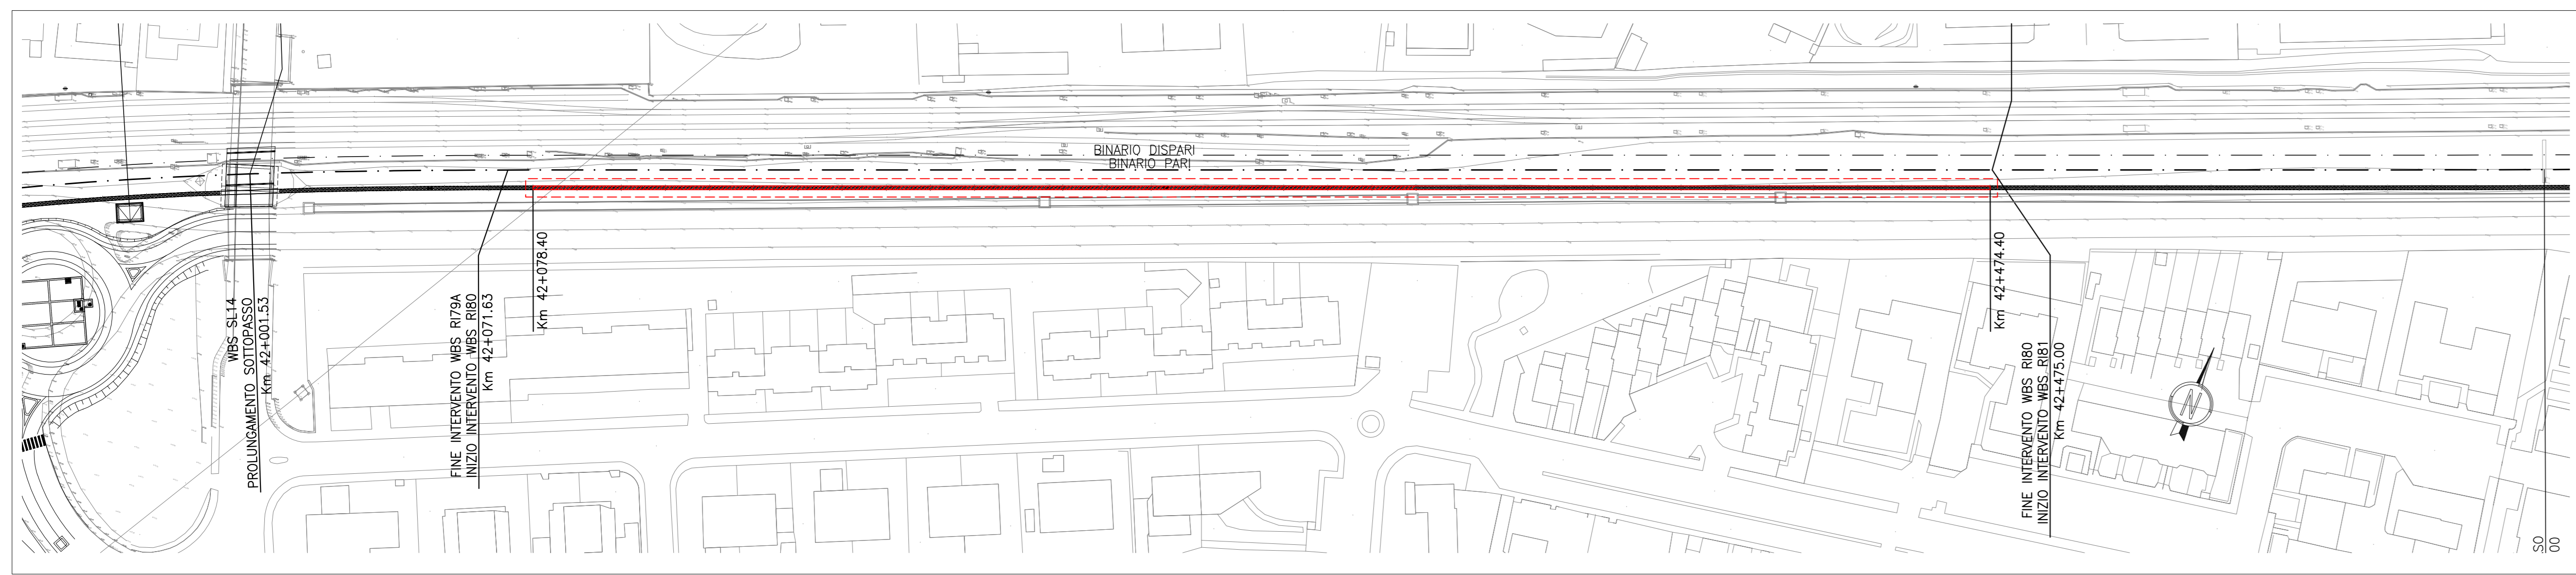 BINARIO DISPARI
BINARIO PARI
WBS SL14
PROLUNGAMENTO SOTTOPASSO
Km 42+001.53
FINE INTERVENTO WBS RI79A
INIZIO INTERVENTO WBS RI80
Km 42+071.63
Km 42+078.40
Km 42+474.40
FINE INTERVENTO WBS RI80
INIZIO INTERVENTO WBS RI81
Km 42+475.00
N
SO
00